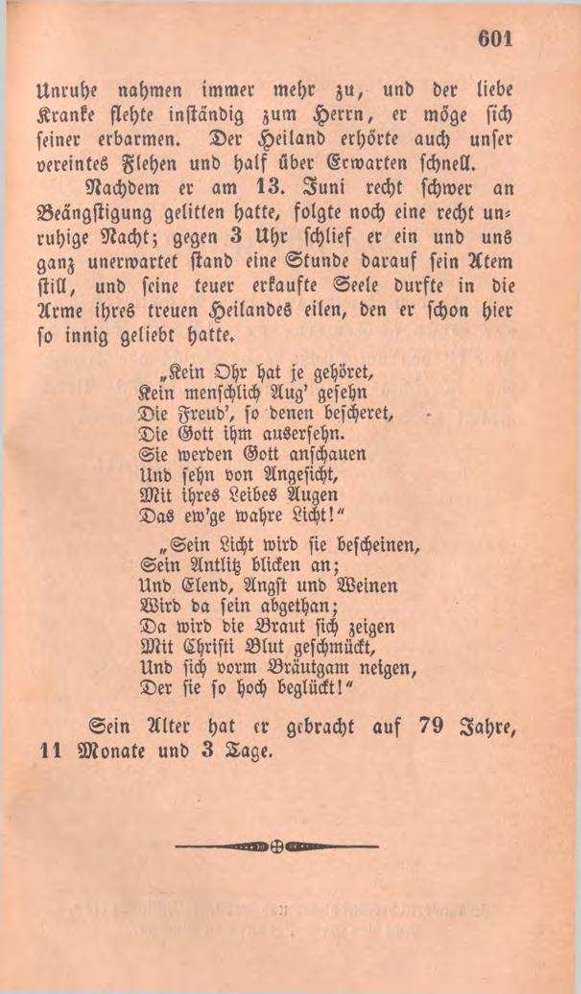 601
Unruhe nahmen immer mehr zu, und der liebe
Kranke flehte inständig zum Herrn, er möge sich
seiner erbarmen. Der Heiland erhörte auch unser
vereintes Flehen und half über Erwarten schnell.
Nachdem er am 13. Juni recht schwer an
Beängstigung gelitten hatte, folgte noch eine recht un-
ruhige Nacht; gegen 3 Uhr schlief er ein und uns
ganz unerwartet stand eine Stunde darauf sein Atem
still, und seine teuer erkaufte Seele durfte in die
Arme ihres treuen Heilandes eilen, den er schon hier
so innig geliebt hatte.
„Kein Ohr hat je gehöret,
Kein menschlich Aug' gesehn
Die Freud', so denen bescheret,
Die Gott ihm ausersehn.
Sie werden Gott anschauen
Und sehn von Angesicht,
Mit ihres Leibes Augen
Das ew'ge wahre Licht!“
„Sein Licht wird sie bescheinen,
Sein Antlitz blicken an;
Und Elend, Angst und Weinen
Wird da sein abgethan;
Da wird die Braut sich zeigen
Mit Christi Blut geschmückt,
Und sich vorm Bräutgam neigen,
Der sie so hoch beglückt!“
Sein Alter hat er gebracht auf 79 Jahre,
11 Monate und 3 Tage.